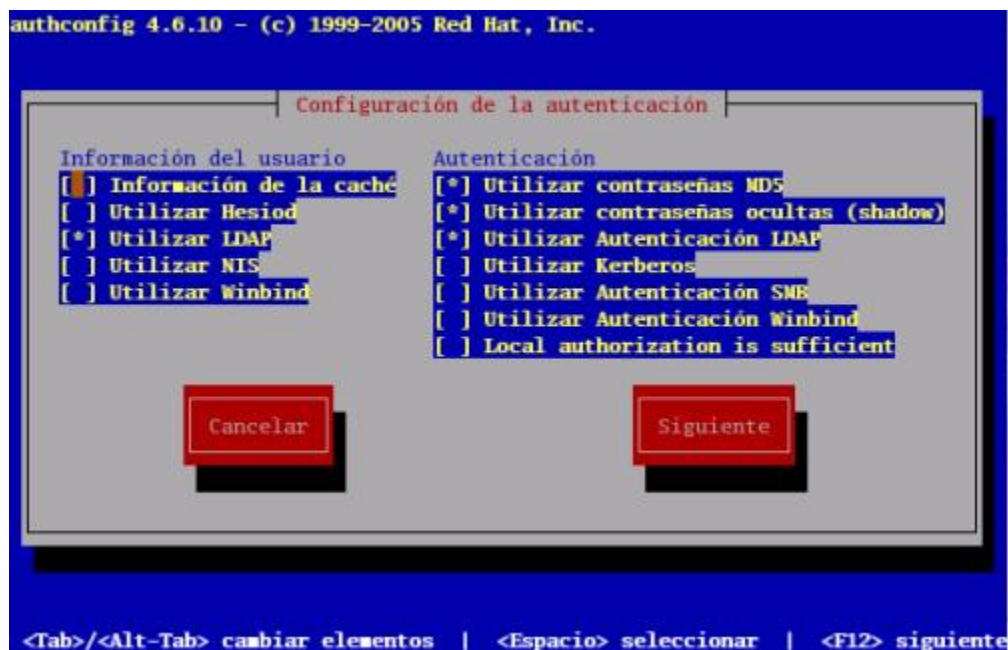 authconfig 4.6.10 - (c) 1999-2005 Red Hat, Inc.
Configuración de la autenticación
Información del usuario
[ ] Información de la caché
[ ] Utilizar Hesiod
[*] Utilizar LDAP
[ ] Utilizar NIS
[ ] Utilizar Winbind
Autenticación
[*] Utilizar contraseñas MD5
[*] Utilizar contraseñas ocultas (shadow)
[*] Utilizar Autenticación LDAP
[ ] Utilizar Kerberos
[ ] Utilizar Autenticación SMB
[ ] Utilizar Autenticación Winbind
[ ] Local authorization is sufficient
Cancelar
Siguiente
<Tab>/<Alt-Tab> cambiar elementos | <Espacio> seleccionar | <F12> siguiente